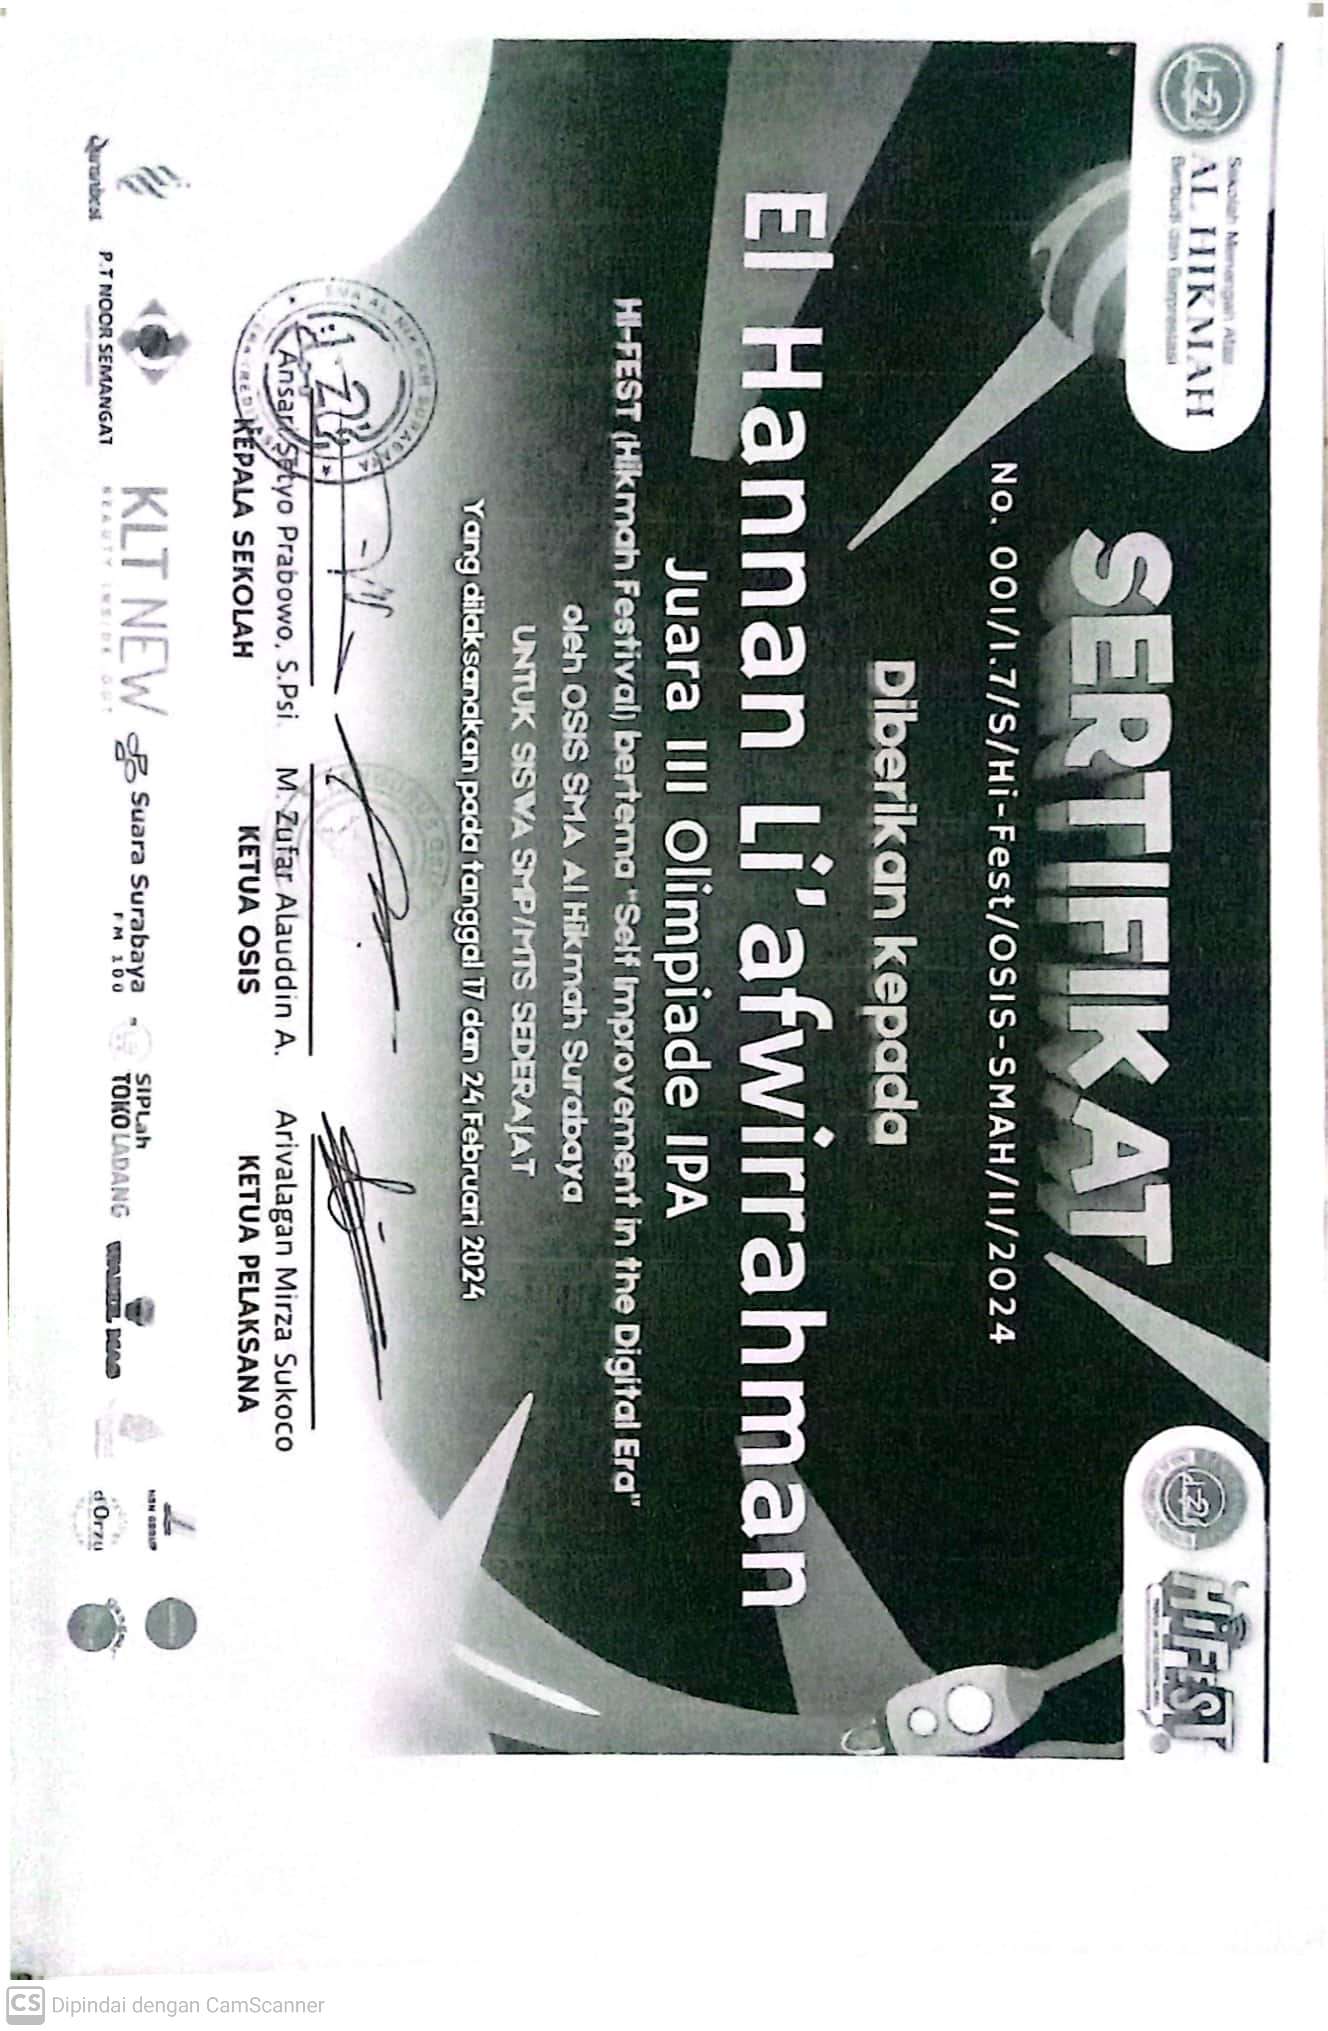 Sekolah Menengah Atas
AL HIKMAH
Berbudi dan Berprestasi
HIFEST
SERTIFIKAT
No. 001/1.7/S/Hi-Fest/OSIS-SMAH/II/2024
Diberikan kepada
El Hannan Li'afwirrahman
Juara III Olimpiade IPA
HI-FEST (Hikmah Festival) bertema "Self Improvement in the Digital Era"
oleh OSIS SMA Al Hikmah Surabaya
UNTUK SISWA SMP/MTS SEDERAJAT
Yang dilaksanakan pada tanggal 17 dan 24 Februari 2024
SMA AL HIKMAH SURABAYA
Ansari Setyo Prabowo, S.Psi.
KEPALA SEKOLAH
M. Zufar Alauddin A.
KETUA OSIS
Arivalagan Mirza Sukoco
KETUA PELAKSANA
Quranbest
P.T NOOR SEMANGAT
KLT NEW
BEAUTY INSIDE OUT
Suara Surabaya
FM 100
SIPLah
TOKO LADANG
d'Orzu
CS Dipindai dengan CamScanner